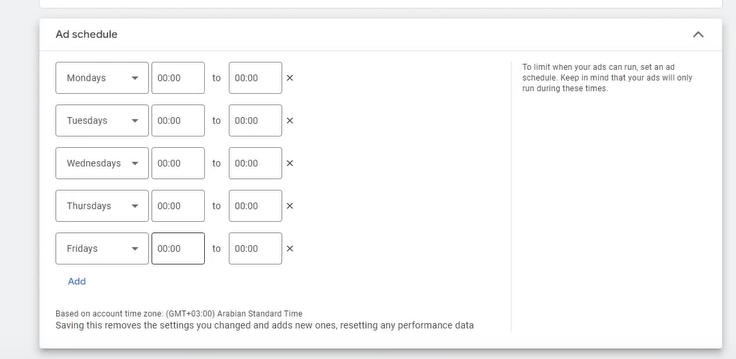 Ad schedule
Mondays 00:00 to 00:00 ×
To limit when your ads can run, set an ad
schedule. Keep in mind that your ads will only
run during these times.
Tuesdays 00:00 to 00:00 ×
Wednesdays 00:00 to 00:00 ×
Thursdays 00:00 to 00:00 ×
Fridays 00:00 to 00:00 ×
Add
Based on account time zone: (GMT+03:00) Arabian Standard Time
Saving this removes the settings you changed and adds new ones, resetting any performance data